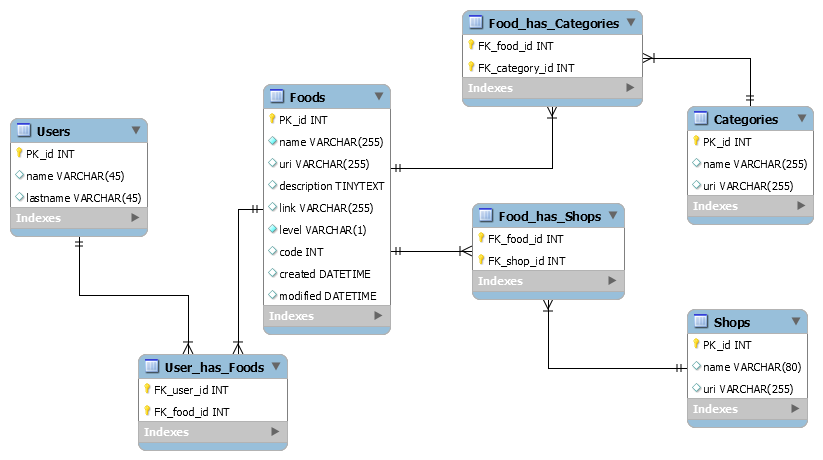 Food_has_Categories
FK_food_id INT
FK_category_id INT
Indexes
Foods
PK_id INT
name VARCHAR(255)
uri VARCHAR(255)
description TINYTEXT
link VARCHAR(255)
level VARCHAR(1)
code INT
created DATETIME
modified DATETIME
Indexes
Categories
PK_id INT
name VARCHAR(255)
uri VARCHAR(255)
Indexes
Users
PK_id INT
name VARCHAR(45)
lastname VARCHAR(45)
Indexes
Food_has_Shops
FK_food_id INT
FK_shop_id INT
Indexes
Shops
PK_id INT
name VARCHAR(80)
uri VARCHAR(255)
Indexes
User_has_Foods
FK_user_id INT
FK_food_id INT
Indexes